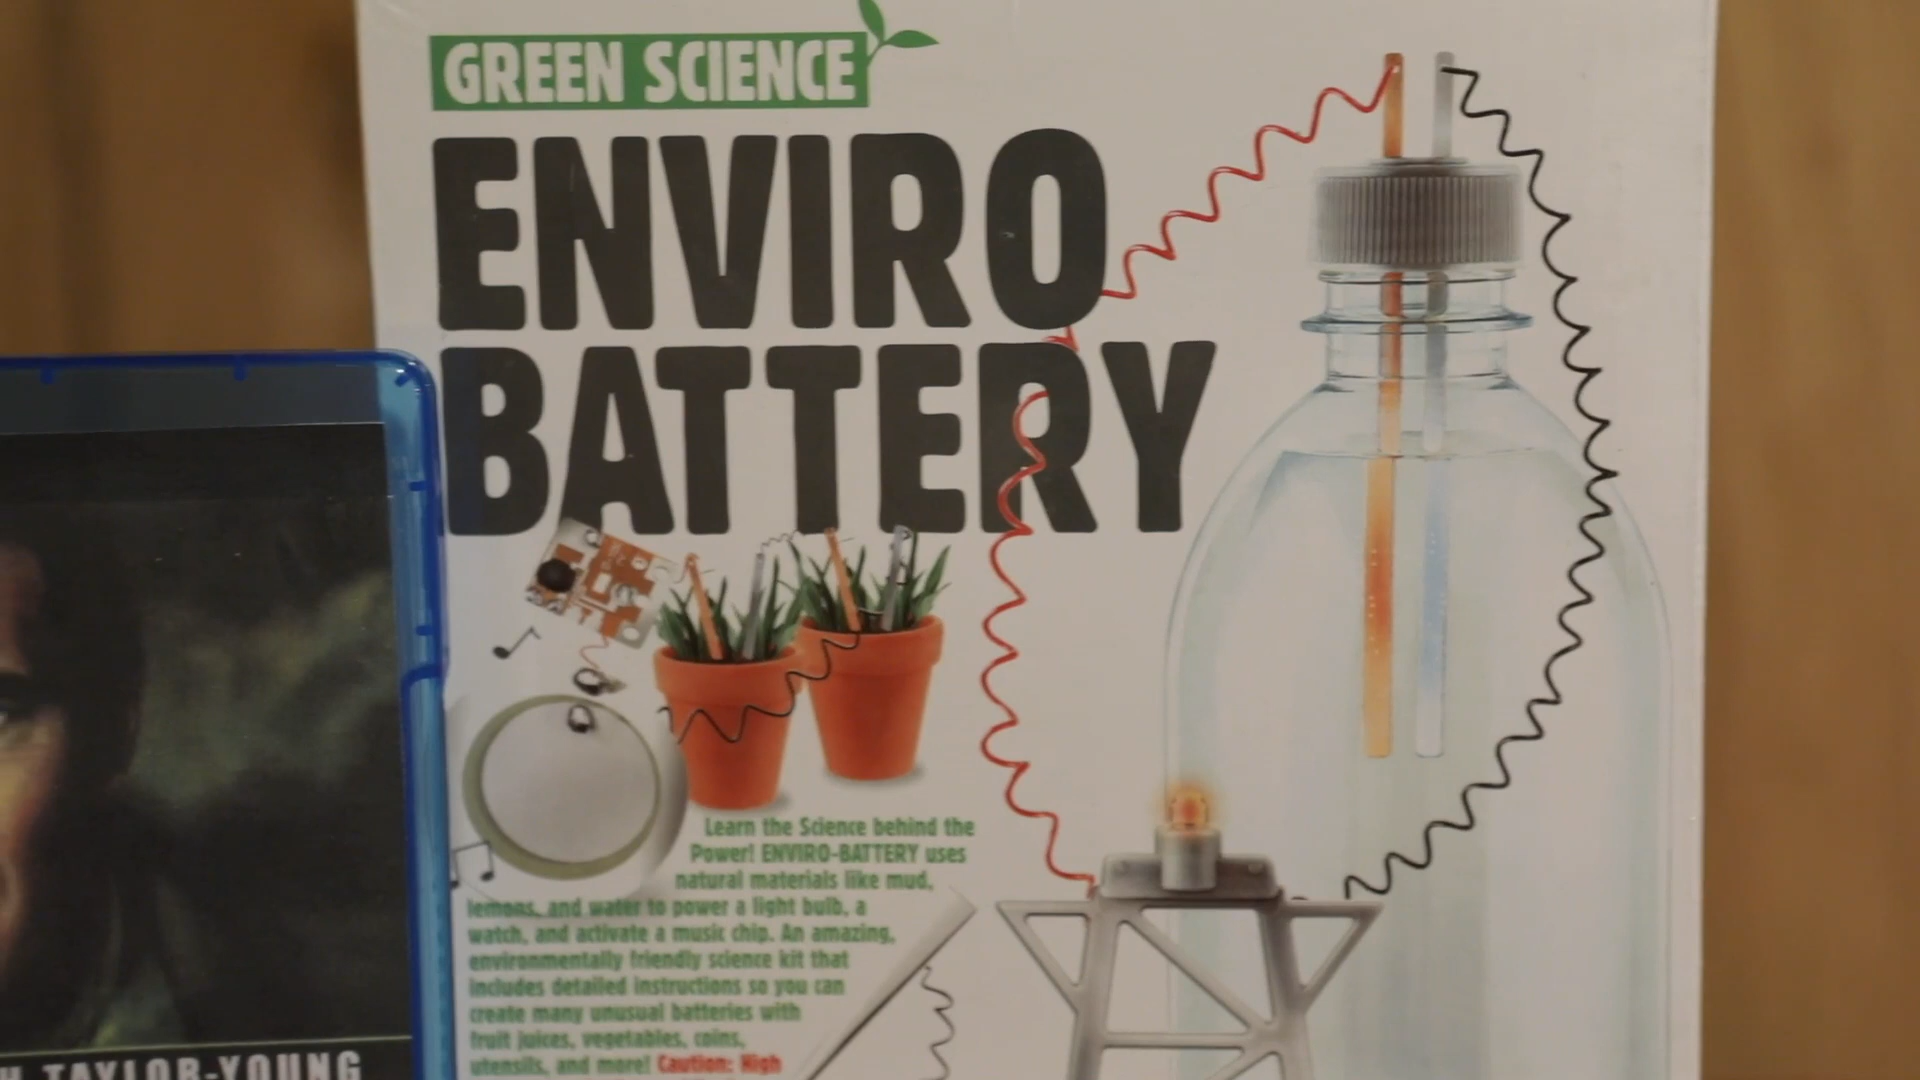 GREEN SCIENCE
ENVIRO
BATTERY
Learn the Science behind the
Power! ENVIRO-BATTERY uses
natural materials like mud,
lemons, and water to power a light bulb, a
watch, and activate a music chip. An amazing,
environmentally friendly science kit that
includes detailed instructions so you can
create many unusual batteries with
fruit juices, vegetables, coins,
utensils, and more! Caution: High
H TAYLOR-YOUNG